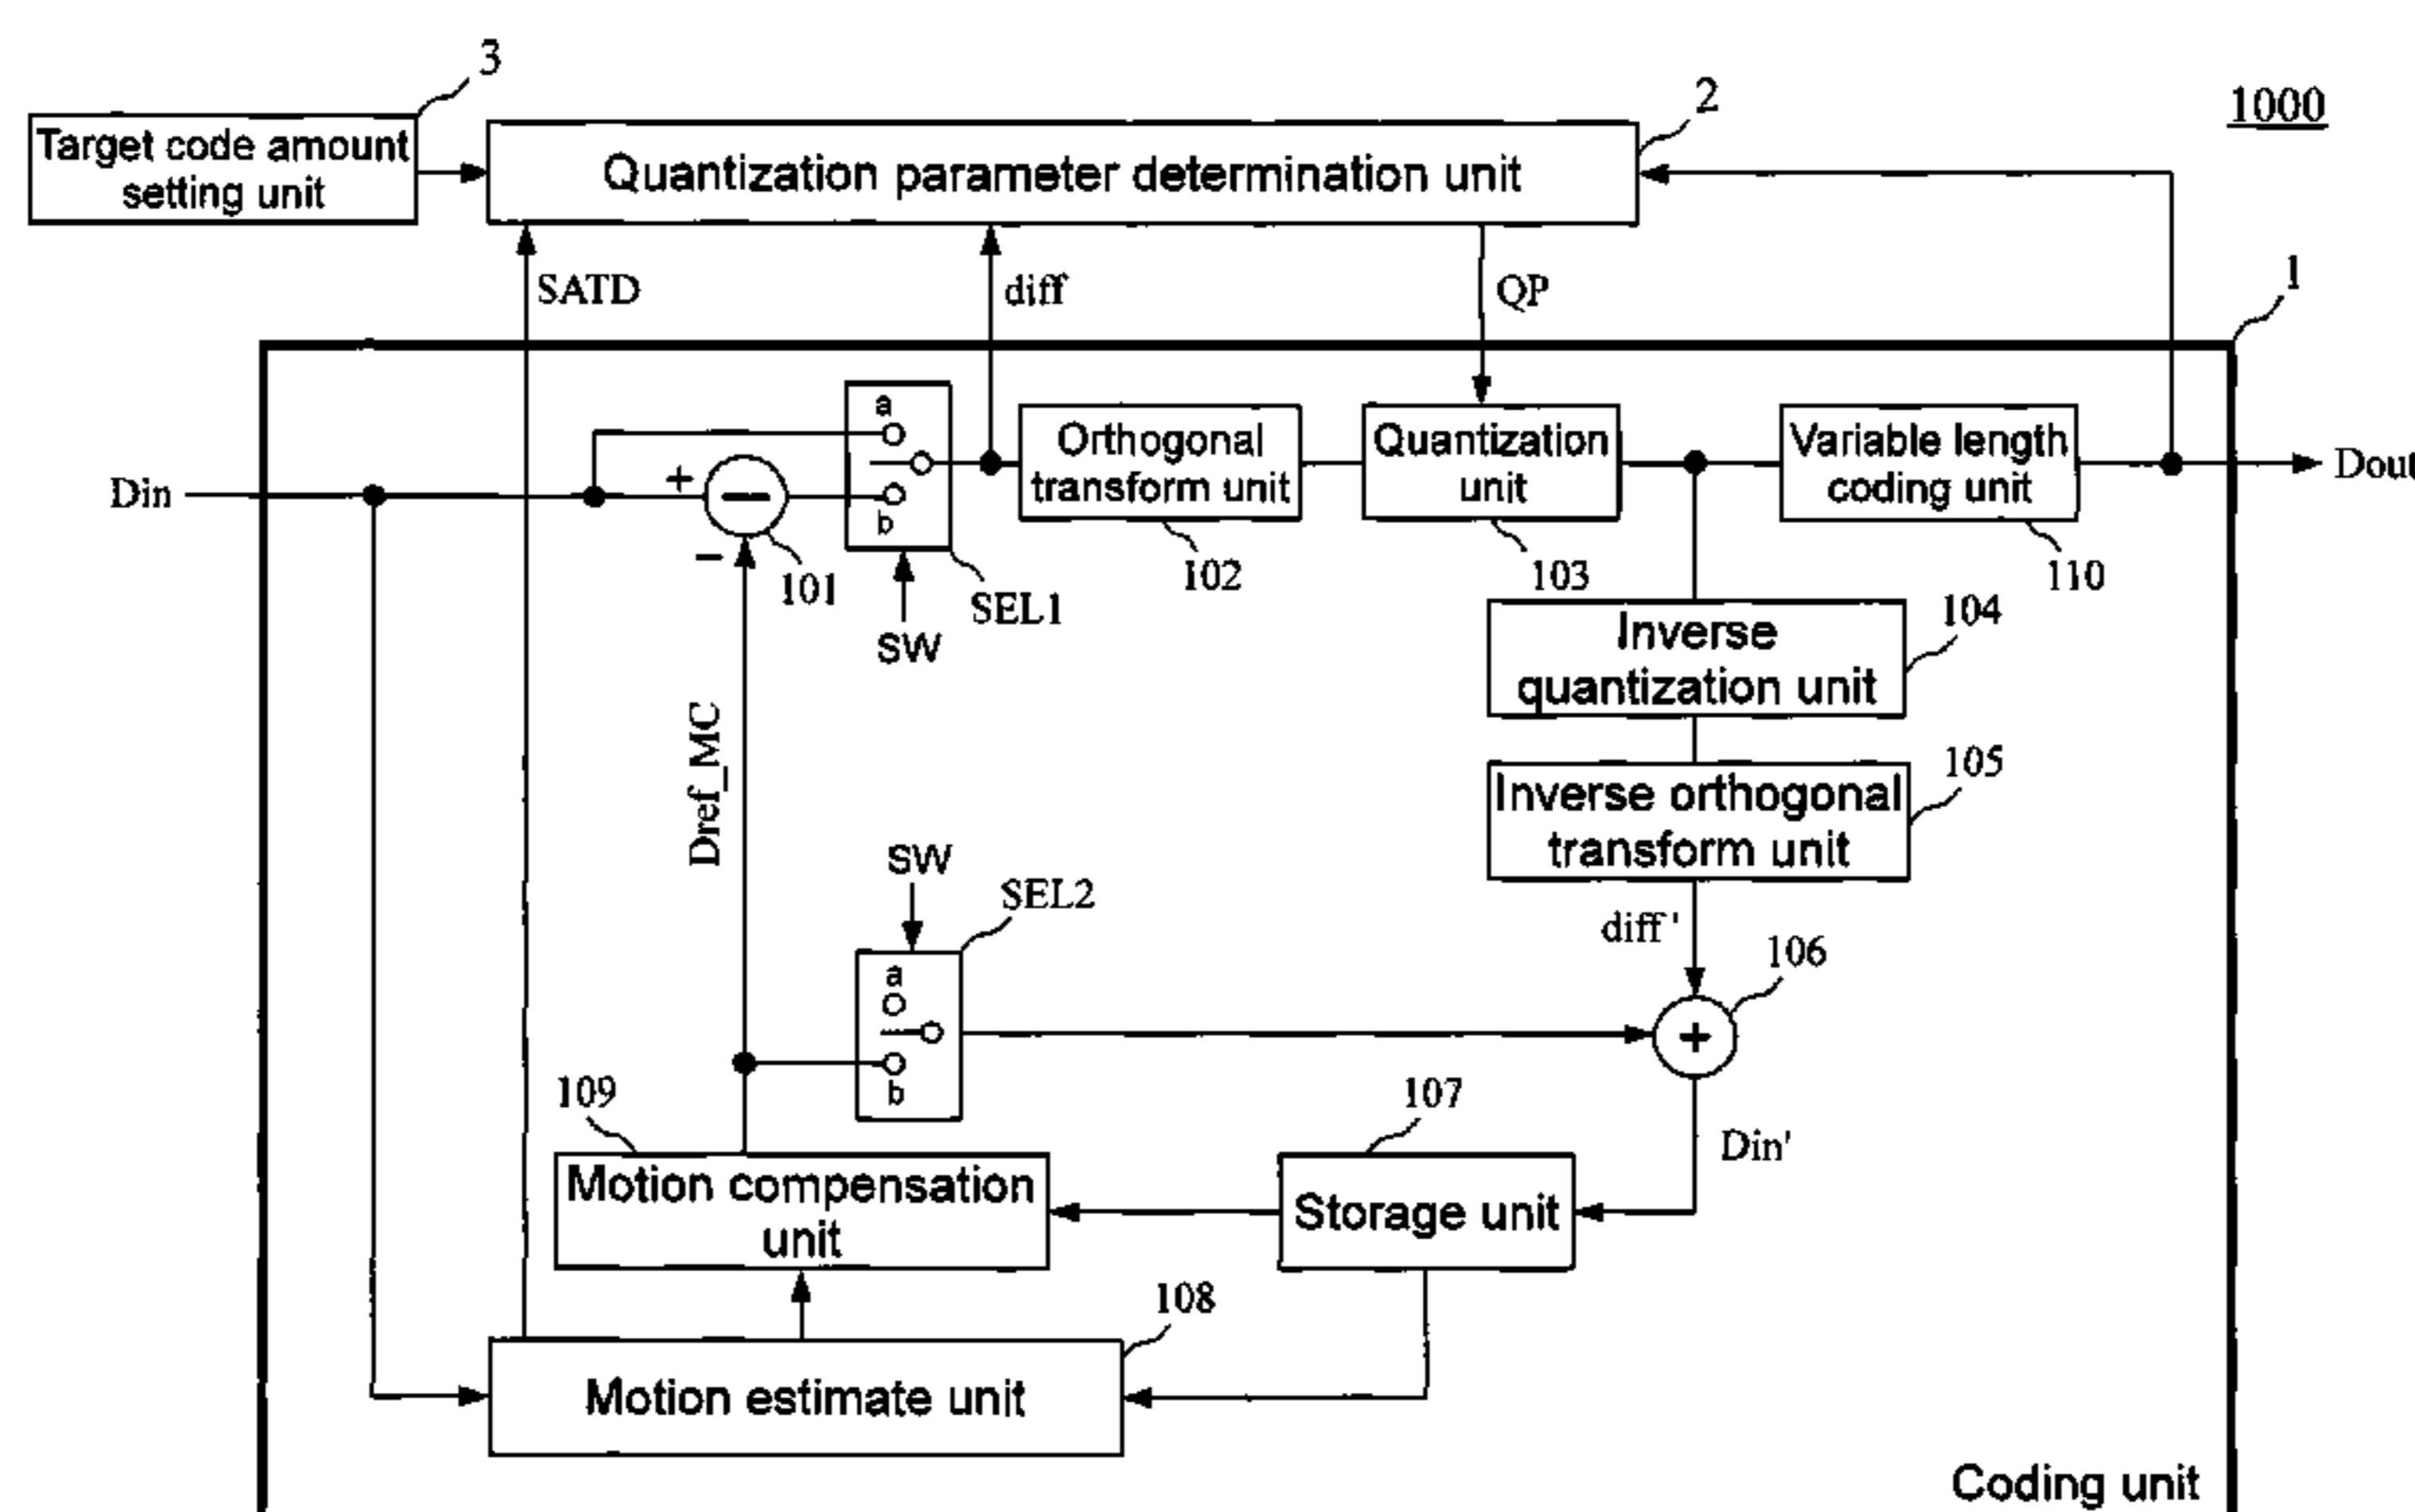 3
2
1000
Target code amount
setting unit
Quantization parameter determination unit
SATD
diff
QP
1
a
b
Din
+
−
−
101
SEL1
SW
Orthogonal
transform unit
102
Quantization
unit
103
Variable length
coding unit
110
Dout
Inverse
quantization unit
104
Inverse orthogonal
transform unit
105
Dref_MC
SW
SEL2
a
b
diff'
106
+
Din'
109
Motion compensation
unit
107
Storage unit
108
Motion estimate unit
Coding unit